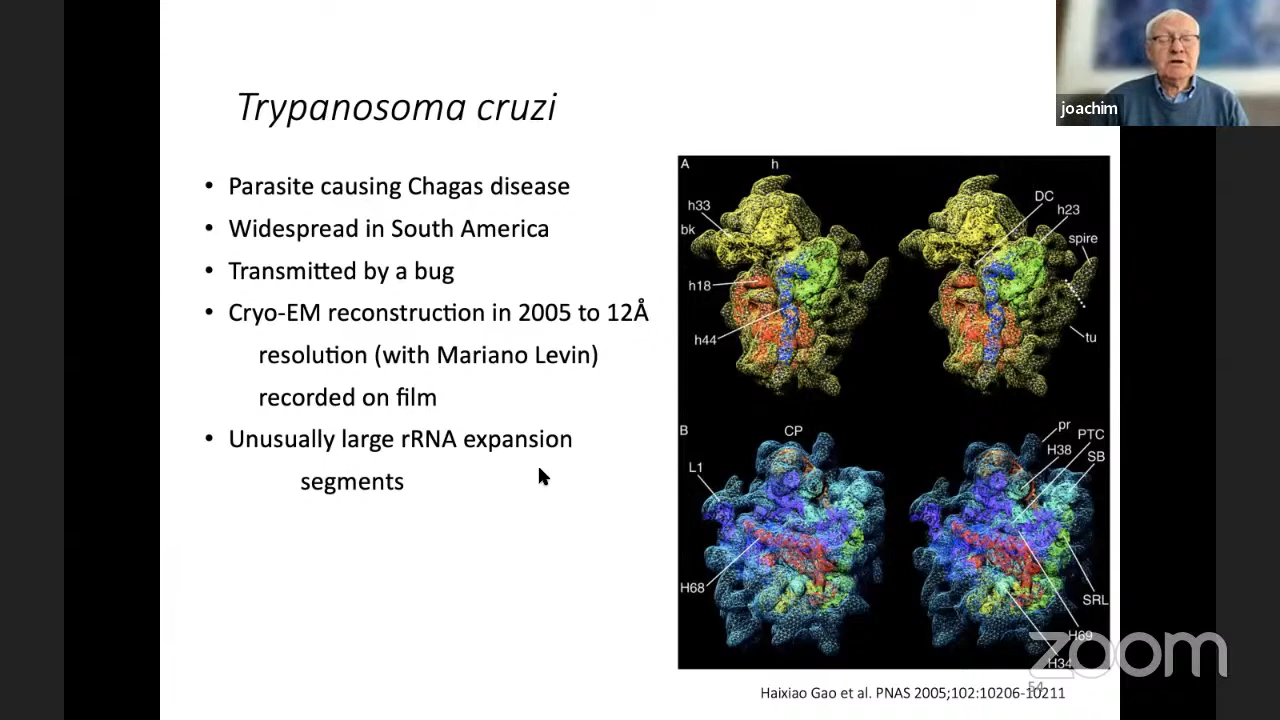 Trypanosoma cruzi
joachim
• Parasite causing Chagas disease
• Widespread in South America
• Transmitted by a bug
• Cryo-EM reconstruction in 2005 to 12Å
resolution (with Mariano Levin)
recorded on film
• Unusually large rRNA expansion
segments
A
h
h33
bk
h18
h44
DC
h23
spire
tu
B
CP
L1
H68
pr
PTC
H38
SB
SRL
H69
H34
zoom
54
Haixiao Gao et al. PNAS 2005;102:10206-10211